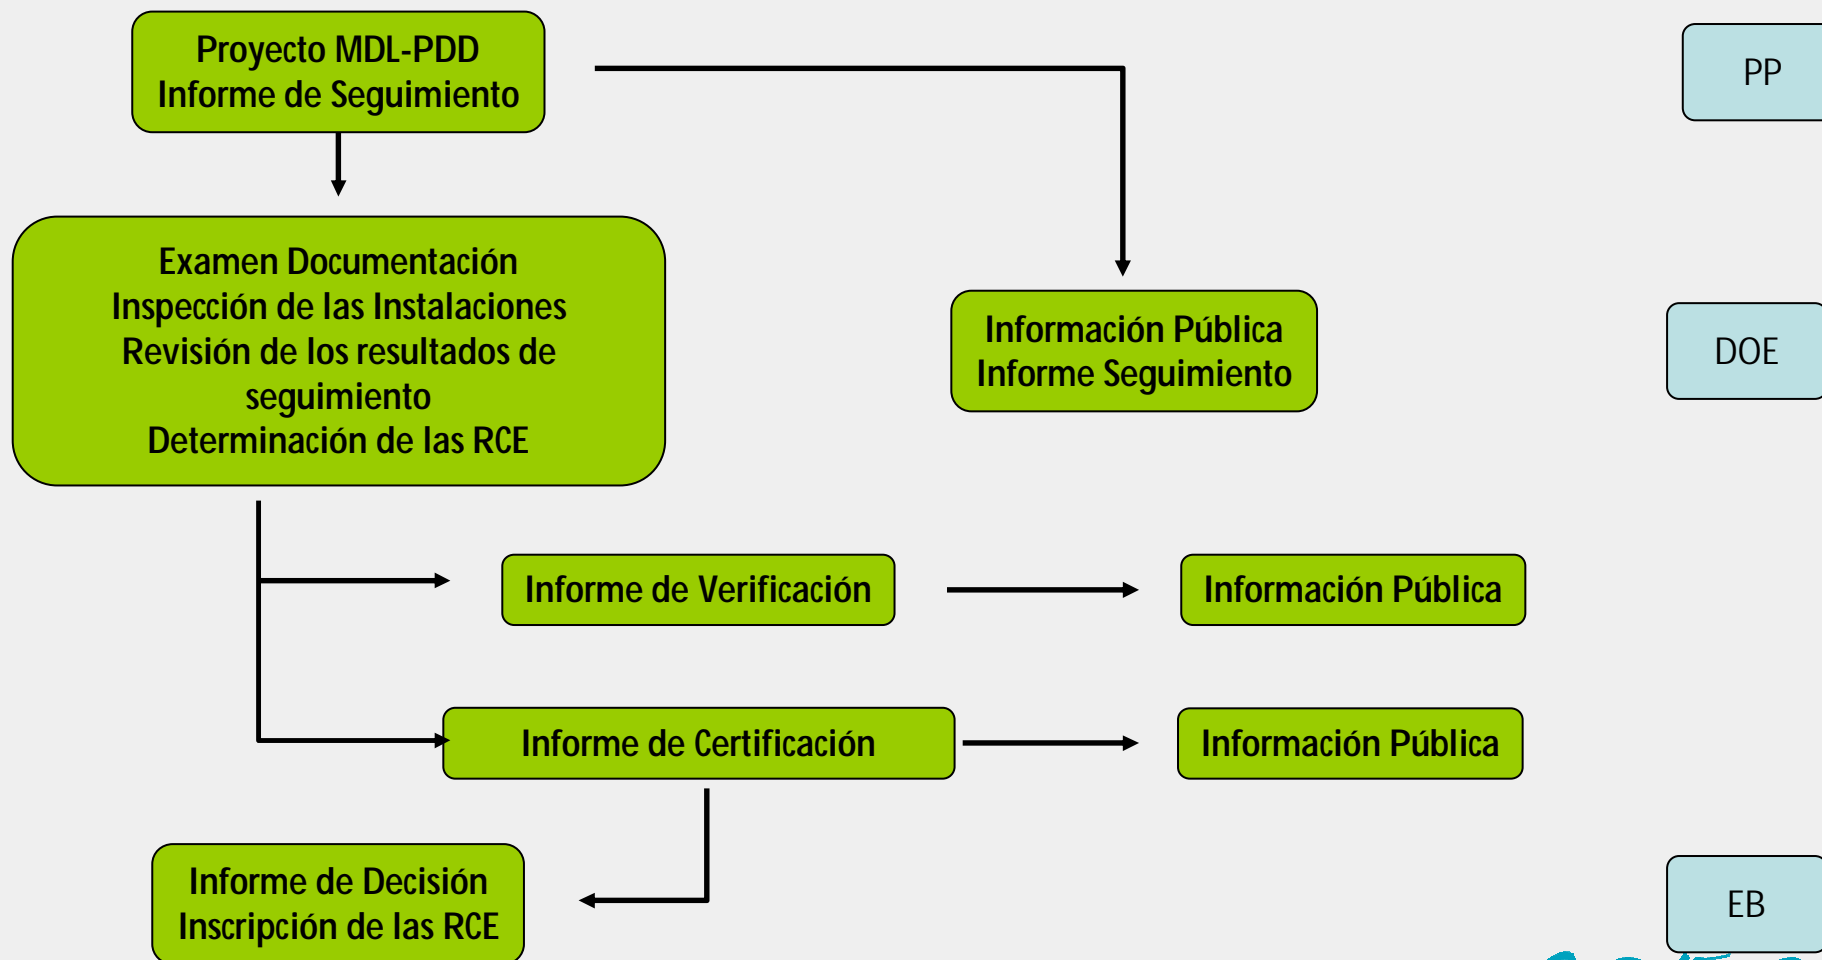 Proyecto MDL-PDD
Informe de Seguimiento
PP
Examen Documentación
Inspección de las Instalaciones
Revisión de los resultados de
seguimiento
Determinación de las RCE
Información Pública
Informe Seguimiento
DOE
Informe de Verificación
Información Pública
Informe de Certificación
Información Pública
Informe de Decisión
Inscripción de las RCE
EB